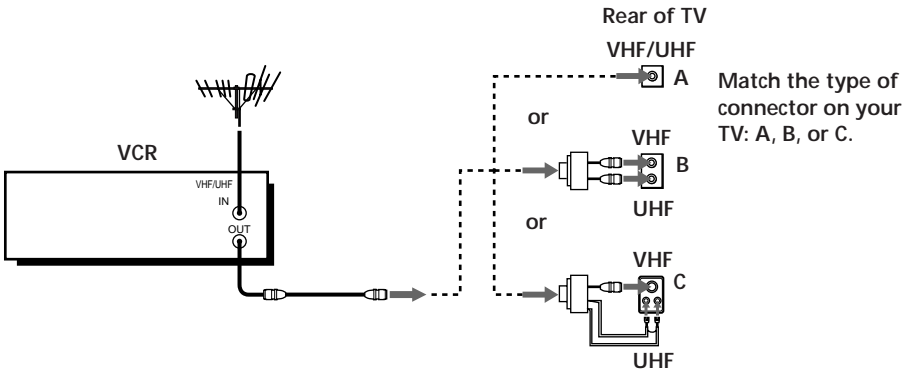 Rear of TV
VHF/UHF
A
Match the type of
connector on your
TV: A, B, or C.
or
VCR
VHF
B
VHF/UHF
IN
UHF
OUT
or
VHF
C
UHF